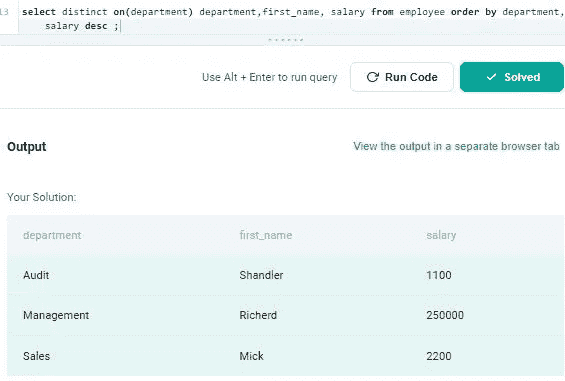 13 select distinct on(department) department,first_name, salary from employee order by department,
salary desc ;
Use Alt + Enter to run query Run Code Solved
Output View the output in a separate browser tab
Your Solution:
department first_name salary
Audit Shandler 1100
Management Richerd 250000
Sales Mick 2200